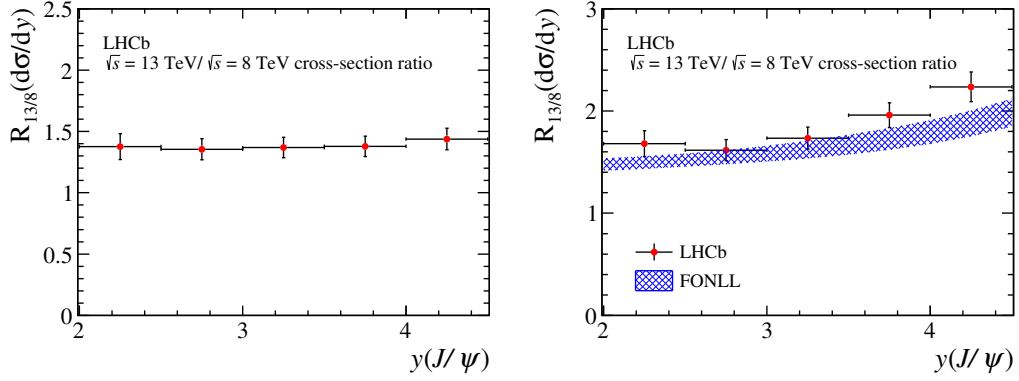 R13/8(dσ/dy)
2.5
2
1.5
1
0.5
0
LHCb
√s = 13 TeV/ √s = 8 TeV cross-section ratio
2
3
4
y(J/ψ)
R13/8(dσ/dy)
3
2
1
0
LHCb
√s = 13 TeV/ √s = 8 TeV cross-section ratio
LHCb
FONLL
2
3
4
y(J/ψ)